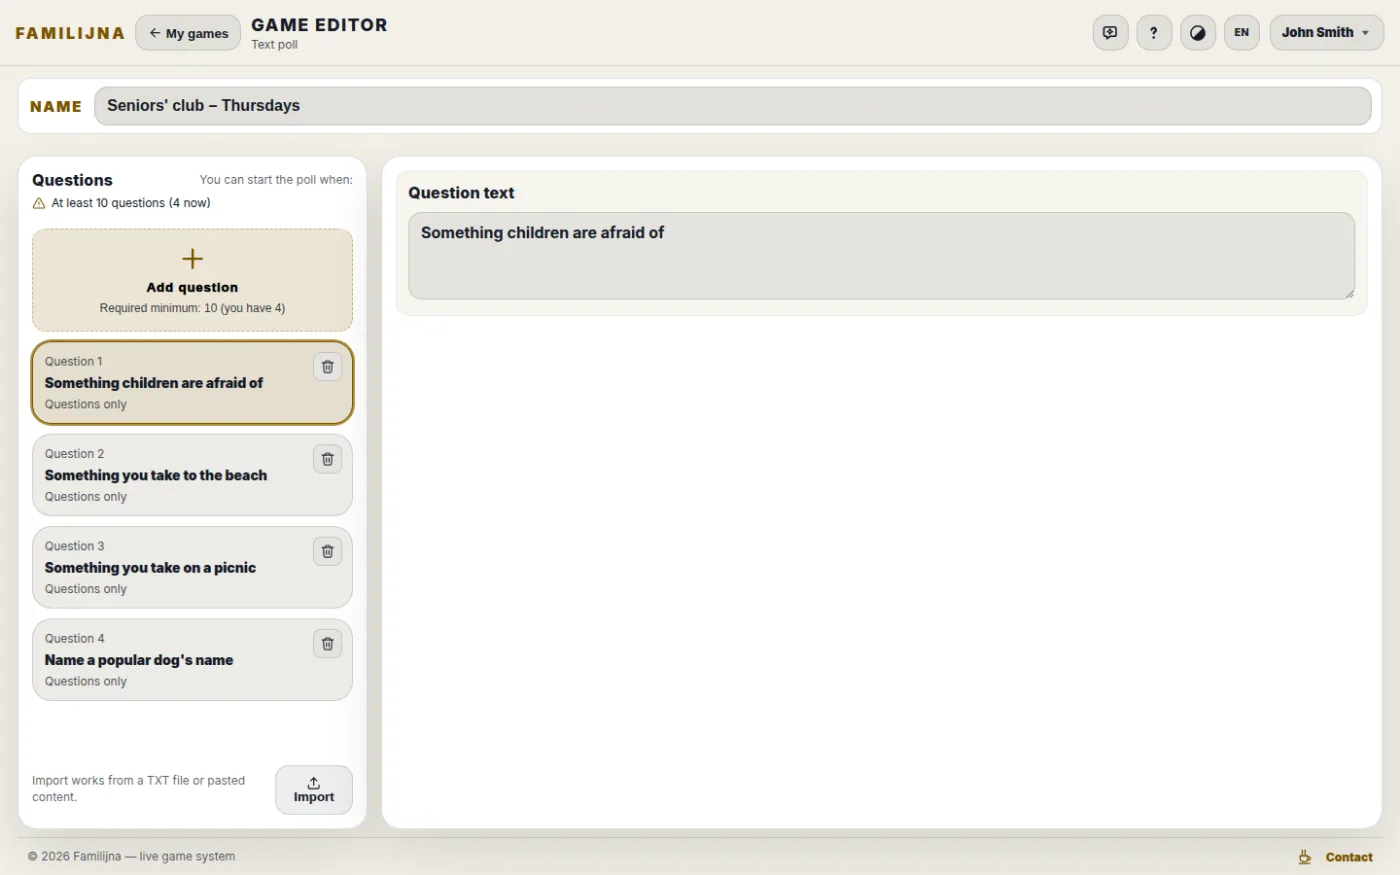 FAMILIJNA
← My games
GAME EDITOR
Text poll
?
EN
John Smith
NAME
Seniors' club – Thursdays
Questions
You can start the poll when:
At least 10 questions (4 now)
Add question
Required minimum: 10 (you have 4)
Question 1
Something children are afraid of
Questions only
Question 2
Something you take to the beach
Questions only
Question 3
Something you take on a picnic
Questions only
Question 4
Name a popular dog's name
Questions only
Import works from a TXT file or pasted
content.
Import
Question text
Something children are afraid of
© 2026 Familijna — live game system
Contact